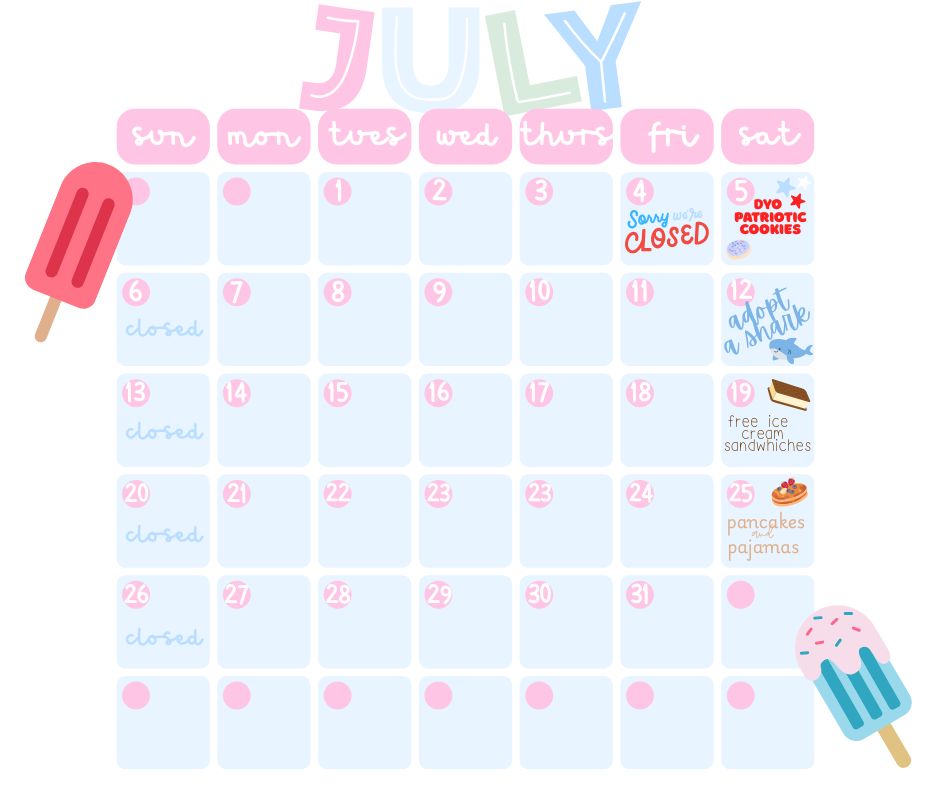 JULY
sun mon tues wed thurs fri sat
1 2 3 4 5
Sorry we're
CLOSED
DYO
PATRIOTIC
COOKIES
6 7 8 9 10 11 12
closed
adopt
a shark
13 14 15 16 17 18 19
closed
free ice
cream
sandwhiches
20 21 22 23 23 24 25
closed
pancakes
and
pajamas
26 27 28 29 30 31
closed